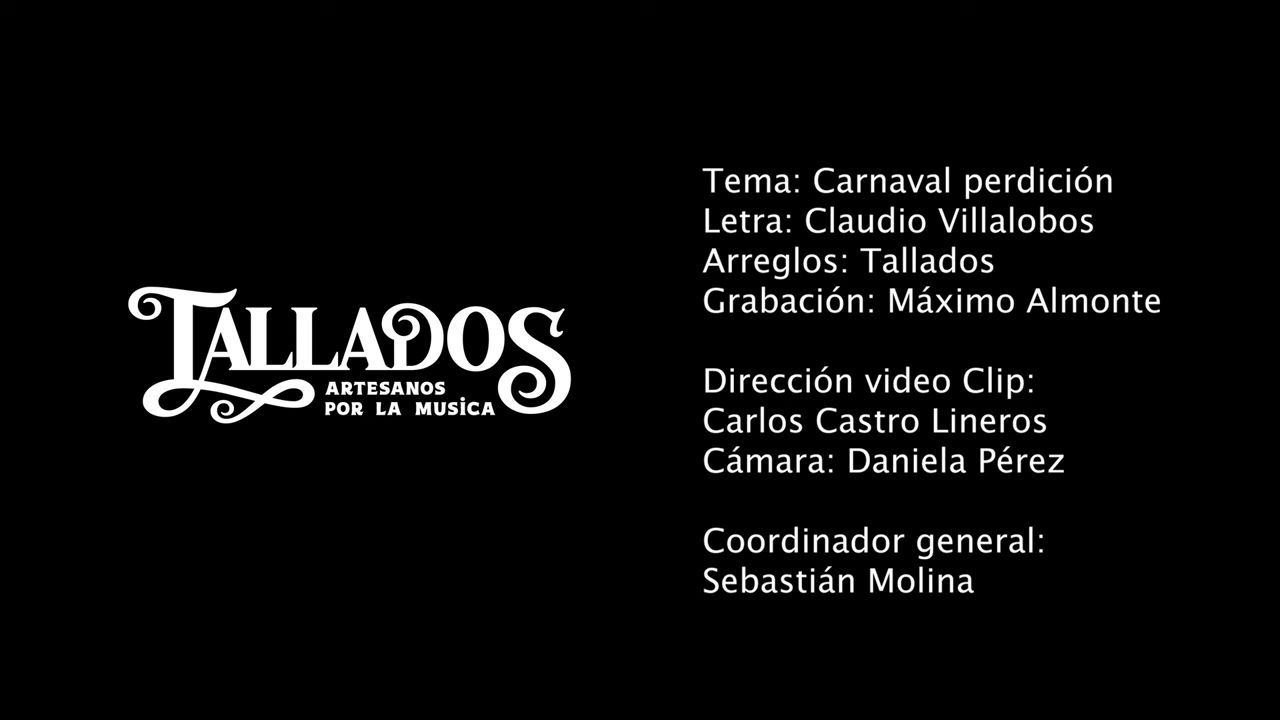 TALLADOS
ARTESANOS
POR LA MUSiCA
Tema: Carnaval perdición
Letra: Claudio Villalobos
Arreglos: Tallados
Grabación: Máximo Almonte
Dirección video Clip:
Carlos Castro Lineros
Cámara: Daniela Pérez
Coordinador general:
Sebastián Molina